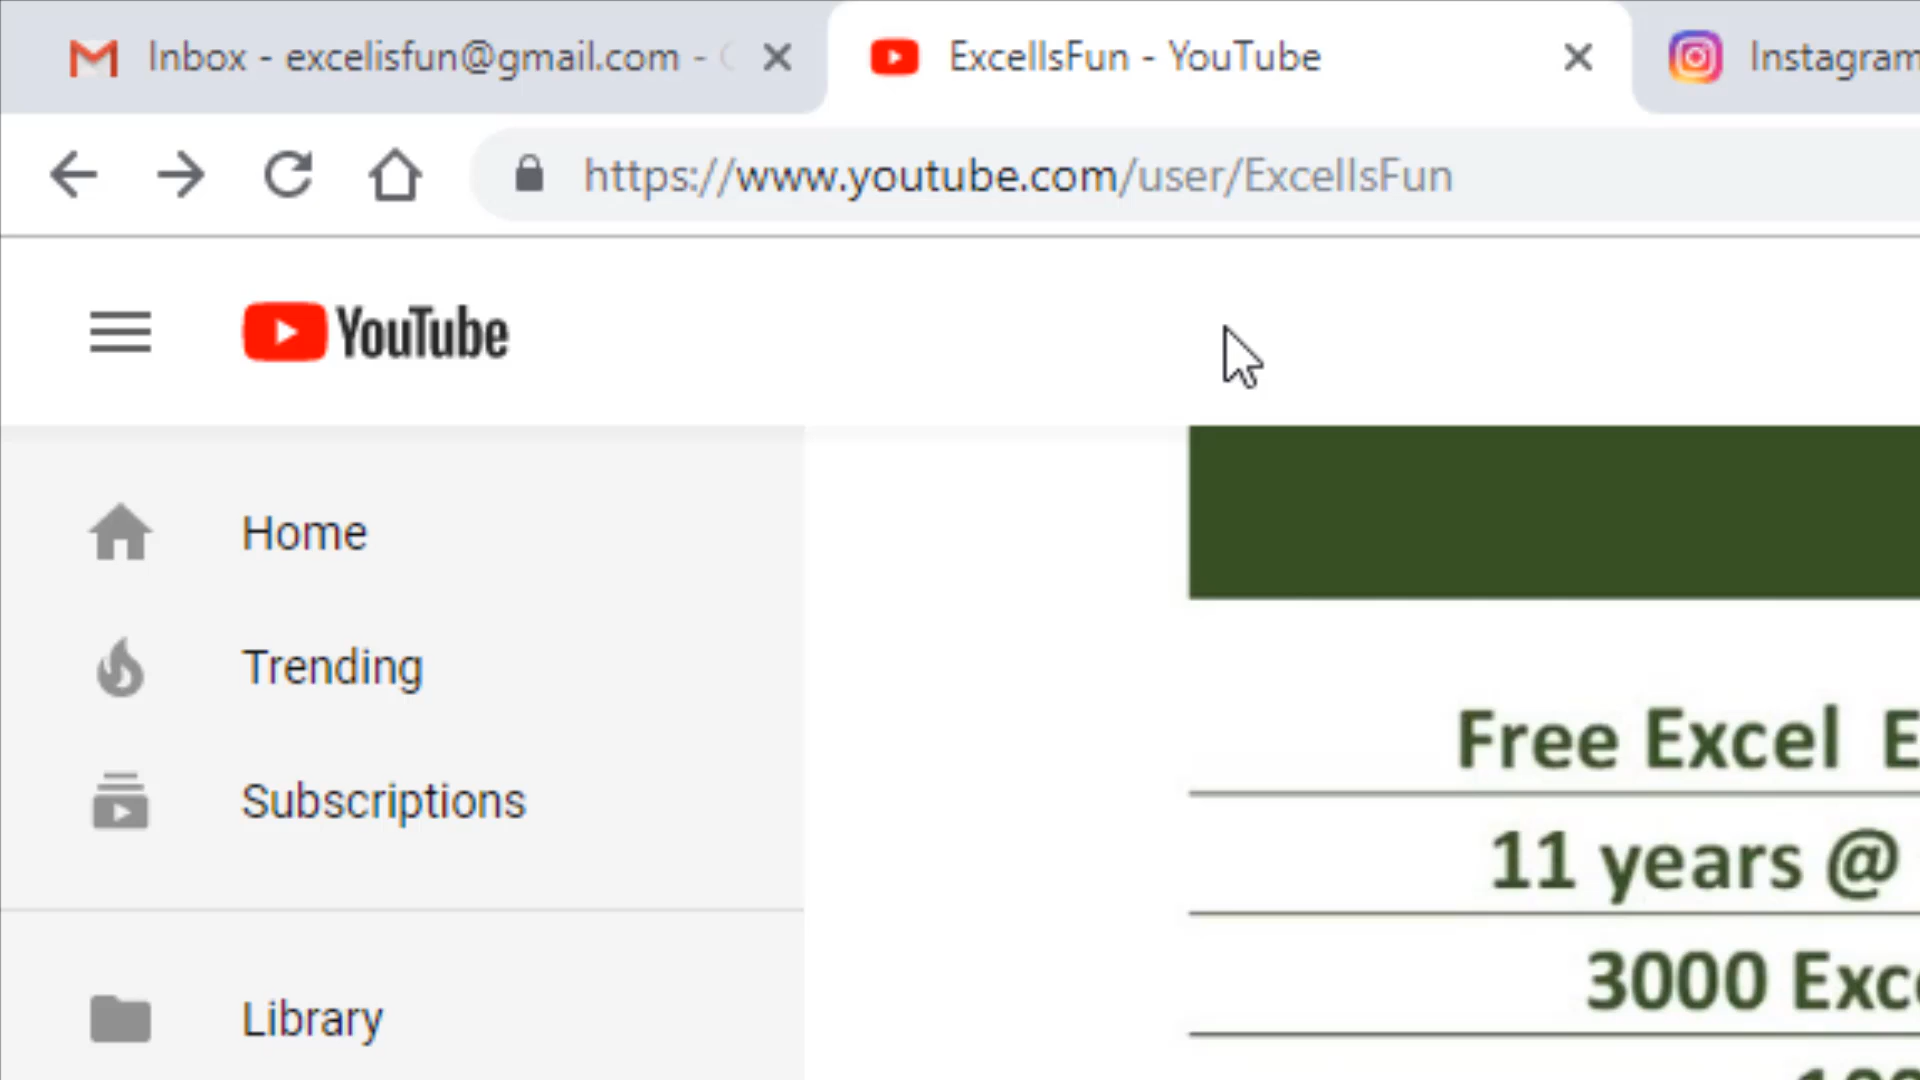 Inbox - excelisfun@gmail.com -
ExcelIsFun - YouTube
Instagram
https://www.youtube.com/user/ExcelIsFun
YouTube
Home
Trending
Subscriptions
Library
Free Excel E
11 years @
3000 Exc